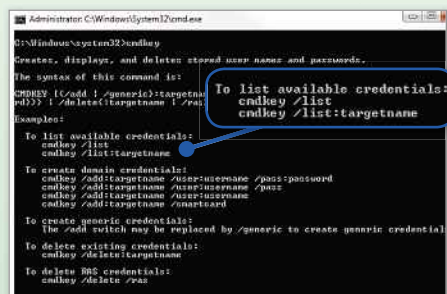 Administrator: C:\Windows\System32\cmd.exe
C:\Windows\system32>cmdkey
Creates, displays, and deletes stored user names and passwords.
The syntax of this command is:
CMDKEY [{/add | /generic}:targetnam
rd}}} | /delete{:targetname | /ras
Examples:
To list available credentials:
cmdkey /list
cmdkey /list:targetname
To list available credentials:
cmdkey /list
cmdkey /list:targetname
To create domain credentials:
cmdkey /add:targetname /user:username /pass:password
cmdkey /add:targetname /user:username /pass
cmdkey /add:targetname /user:username
cmdkey /add:targetname /smartcard
To create generic credentials:
The /add switch may be replaced by /generic to create generic credential
To delete existing credentials:
cmdkey /delete:targetname
To delete RAS credentials:
cmdkey /delete /ras